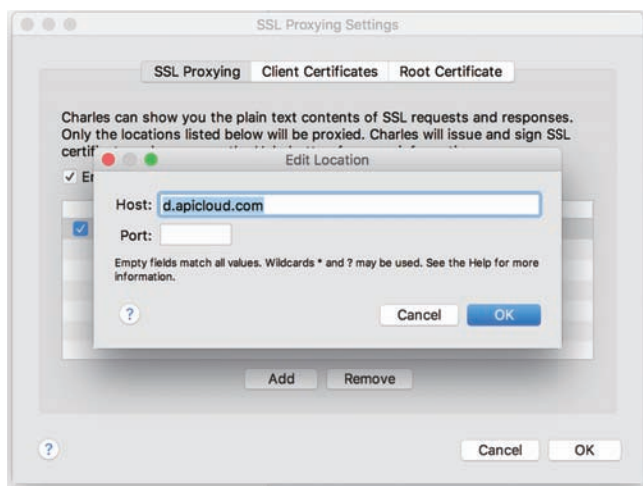 SSL Proxying Settings
SSL Proxying Client Certificates Root Certificate
Charles can show you the plain text contents of SSL requests and responses.
Only the locations listed below will be proxied. Charles will issue and sign SSL
Edit Location
Host: d.apicloud.com
Port:
Empty fields match all values. Wildcards * and ? may be used. See the Help for more
information.
? Cancel OK
Add Remove
? Cancel OK